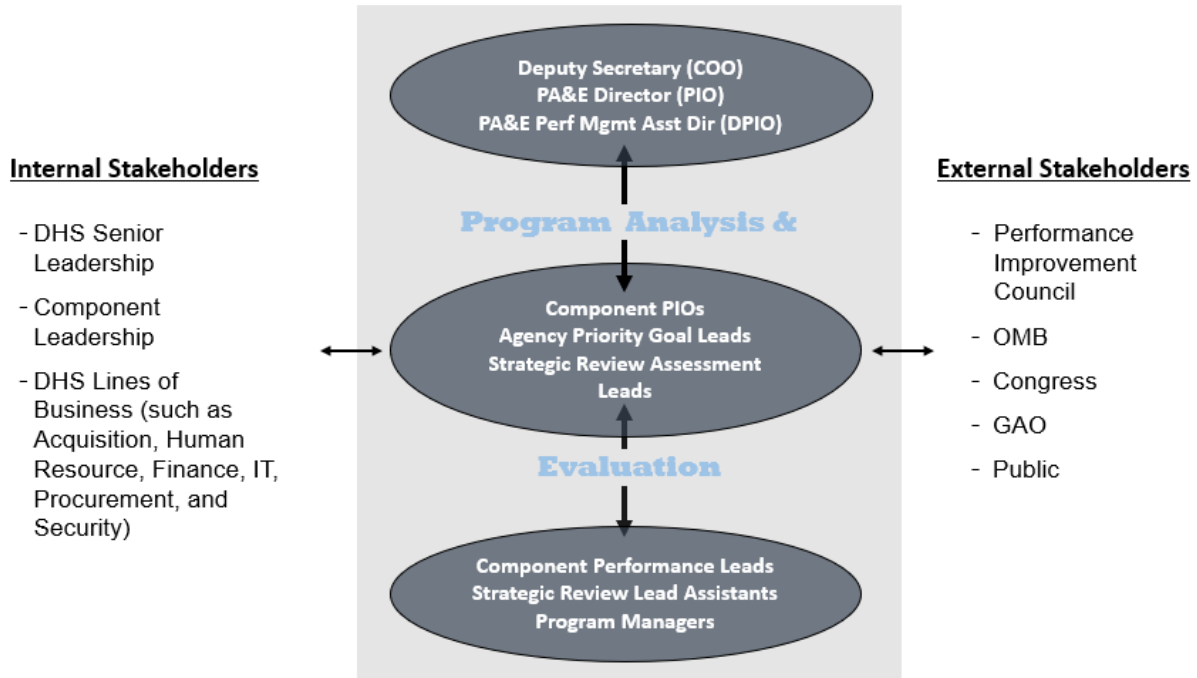 Deputy Secretary (COO)
PA&E Director (PIO)
PA&E Perf Mgmt Asst Dir (DPIO)
Internal Stakeholders
- DHS Senior
Leadership
- Component
Leadership
- DHS Lines of
Business (such as
Acquisition, Human
Resource, Finance, IT,
Procurement, and
Security)
Program Analysis &
Component PIOs
Agency Priority Goal Leads
Strategic Review Assessment
Leads
Evaluation
Component Performance Leads
Strategic Review Lead Assistants
Program Managers
External Stakeholders
- Performance
Improvement
Council
- OMB
- Congress
- GAO
- Public